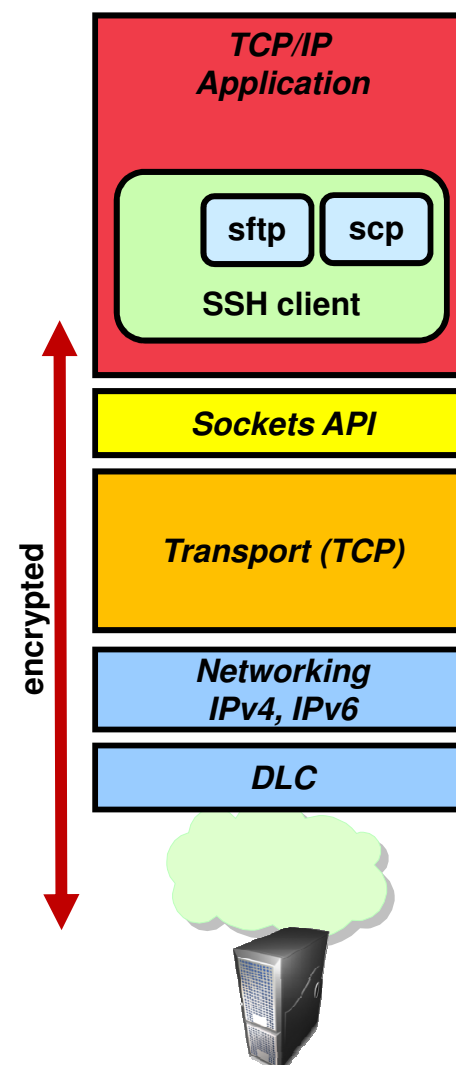 TCP/IP
Application
sftp
scp
SSH client
Sockets API
Transport (TCP)
encrypted
Networking
IPv4, IPv6
DLC